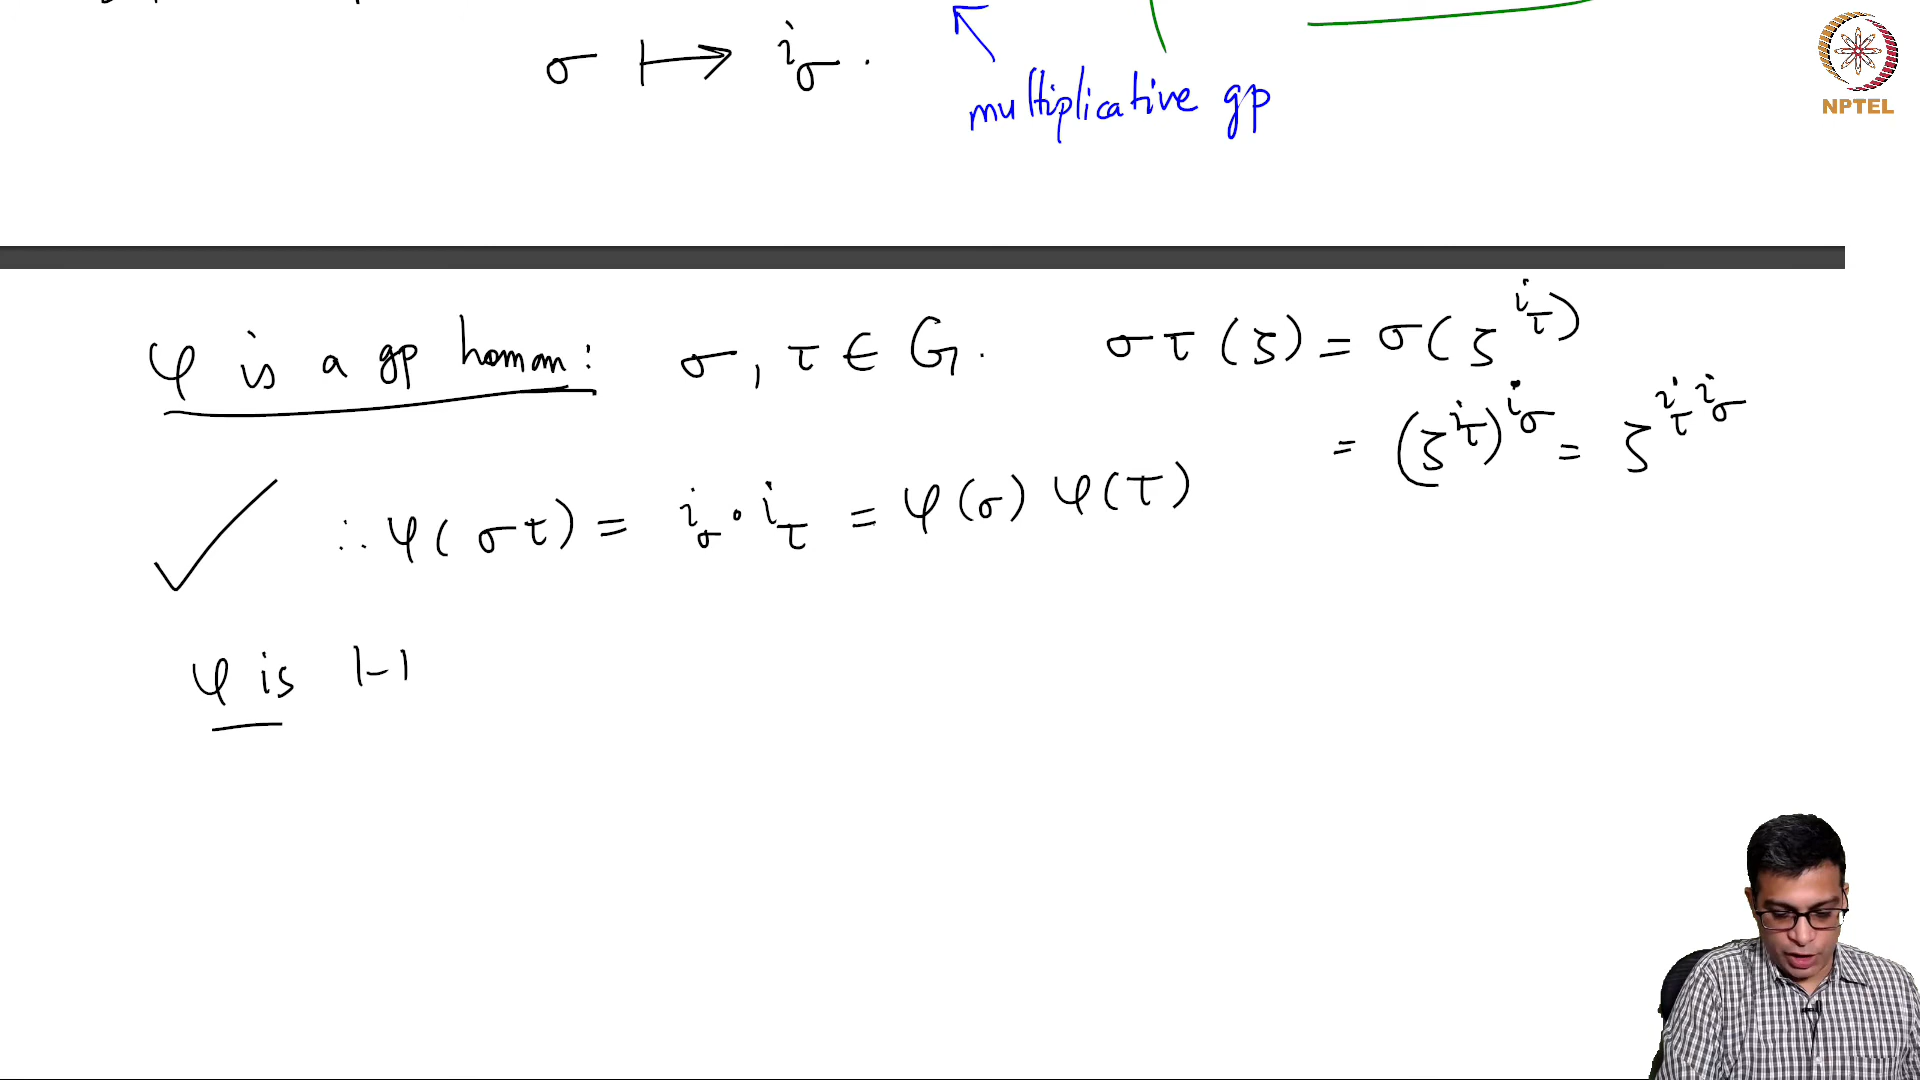 σ ↦ i_σ .
multiplicative gp
NPTEL
φ is a gp homom: σ, τ ∈ G. στ(ζ) = σ(ζ^{i_τ})
= (ζ^{i_τ})^{i_σ} = ζ^{i_τ i_σ}
✓ ∴ φ(στ) = i_σ · i_τ = φ(σ) φ(τ)
φ is 1-1